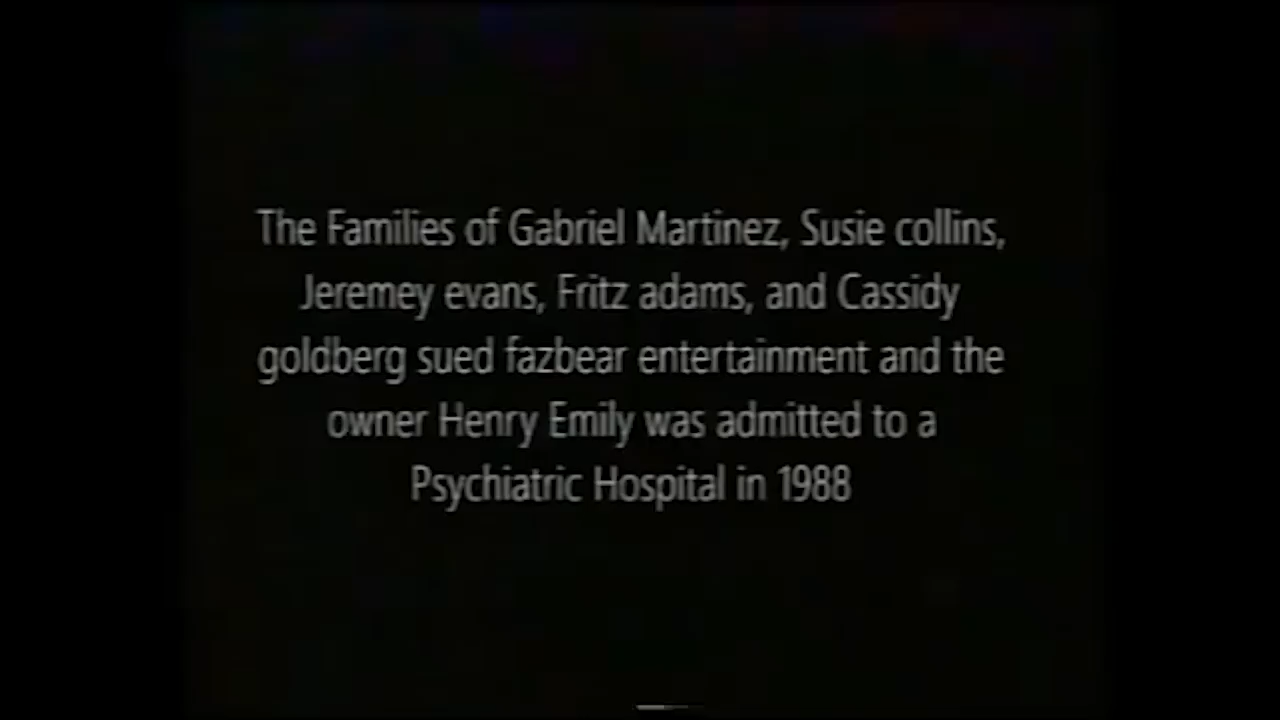 The Families of Gabriel Martinez, Susie collins,
Jeremey evans, Fritz adams, and Cassidy
goldberg sued fazbear entertainment and the
owner Henry Emily was admitted to a
Psychiatric Hospital in 1988